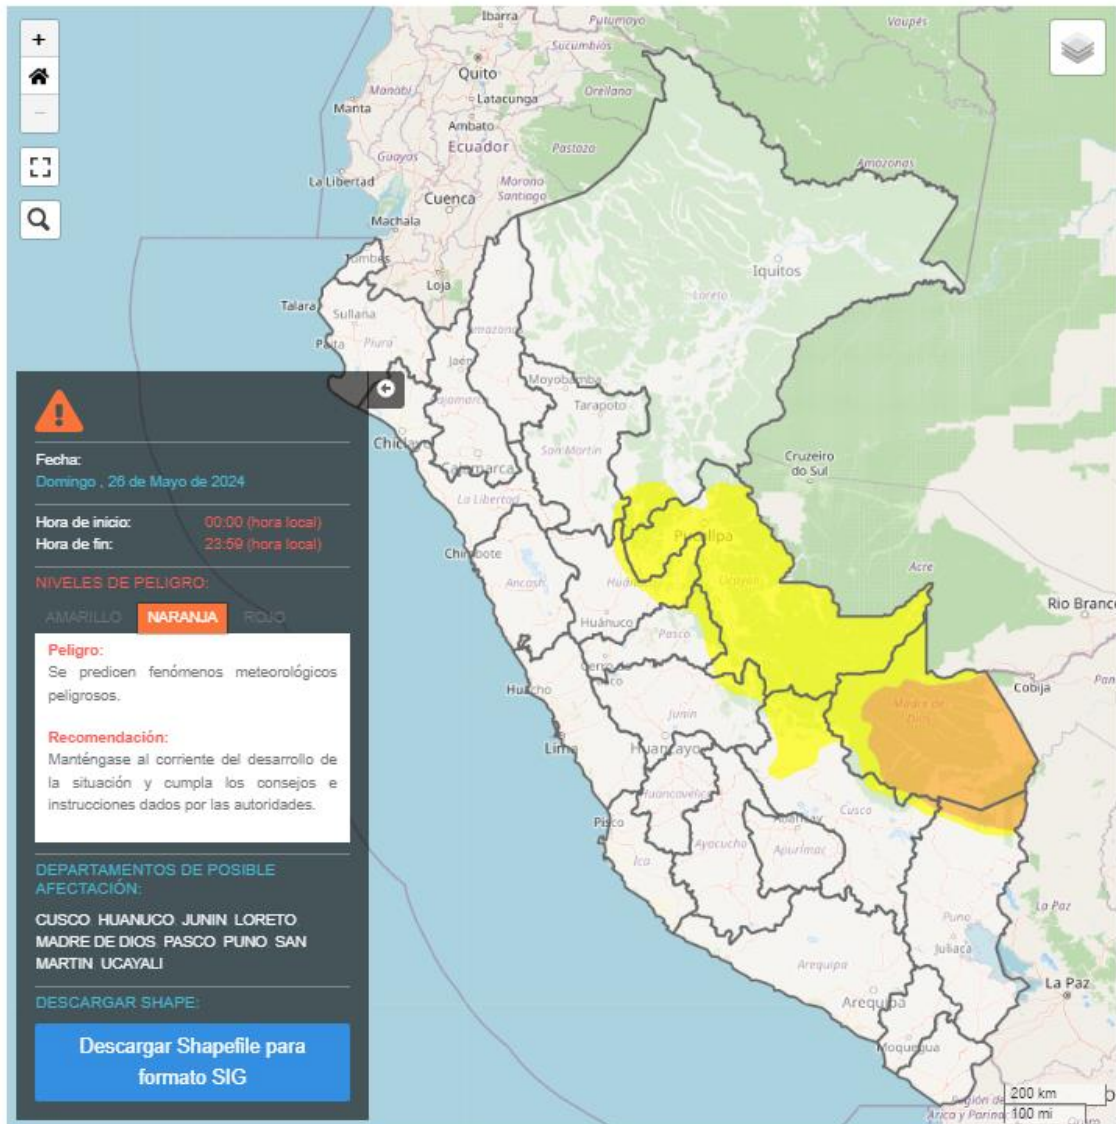 +
−
Fecha:
Domingo , 26 de Mayo de 2024
Hora de inicio: 00:00 (hora local)
Hora de fin: 23:59 (hora local)
NIVELES DE PELIGRO:
AMARILLO NARANJA ROJO
Peligro:
Se predicen fenómenos meteorológicos
peligrosos.
Recomendación:
Manténgase al corriente del desarrollo de
la situación y cumpla los consejos e
instrucciones dados por las autoridades.
DEPARTAMENTOS DE POSIBLE
AFECTACIÓN:
CUSCO HUANUCO JUNIN LORETO
MADRE DE DIOS PASCO PUNO SAN
MARTIN UCAYALI
DESCARGAR SHAPE:
Descargar Shapefile para
formato SIG
Ibarra
Putumayo
Vaupés
Sucumbíos
Quito
Manabí
Orellana
Latacunga
Manta
Ambato
Ecuador
Pastaza
Guayas
Amazonas
La Libertad
Morona
Santiago
Cuenca
Machala
Tumbes
Iquitos
Loja
Loreto
Talara
Sullana
Paita
Piura
Jaén
Moyobamba
Tarapoto
San Martín
Cajamarca
Cruzeiro
do Sul
La Libertad
Pucallpa
Chimbote
Áncash
Ucayali
Acre
Rio Branco
Huánuco
Pasco
Cobija
Huacho
Madre de
Dios
Junín
Lima
Huancayo
Huancavelica
Cusco
Pisco
Abancay
Ica
Ayacucho
Apurímac
La Paz
Puno
Juliaca
Arequipa
La Paz
Arequipa
Moquegua
200 km
100 mi